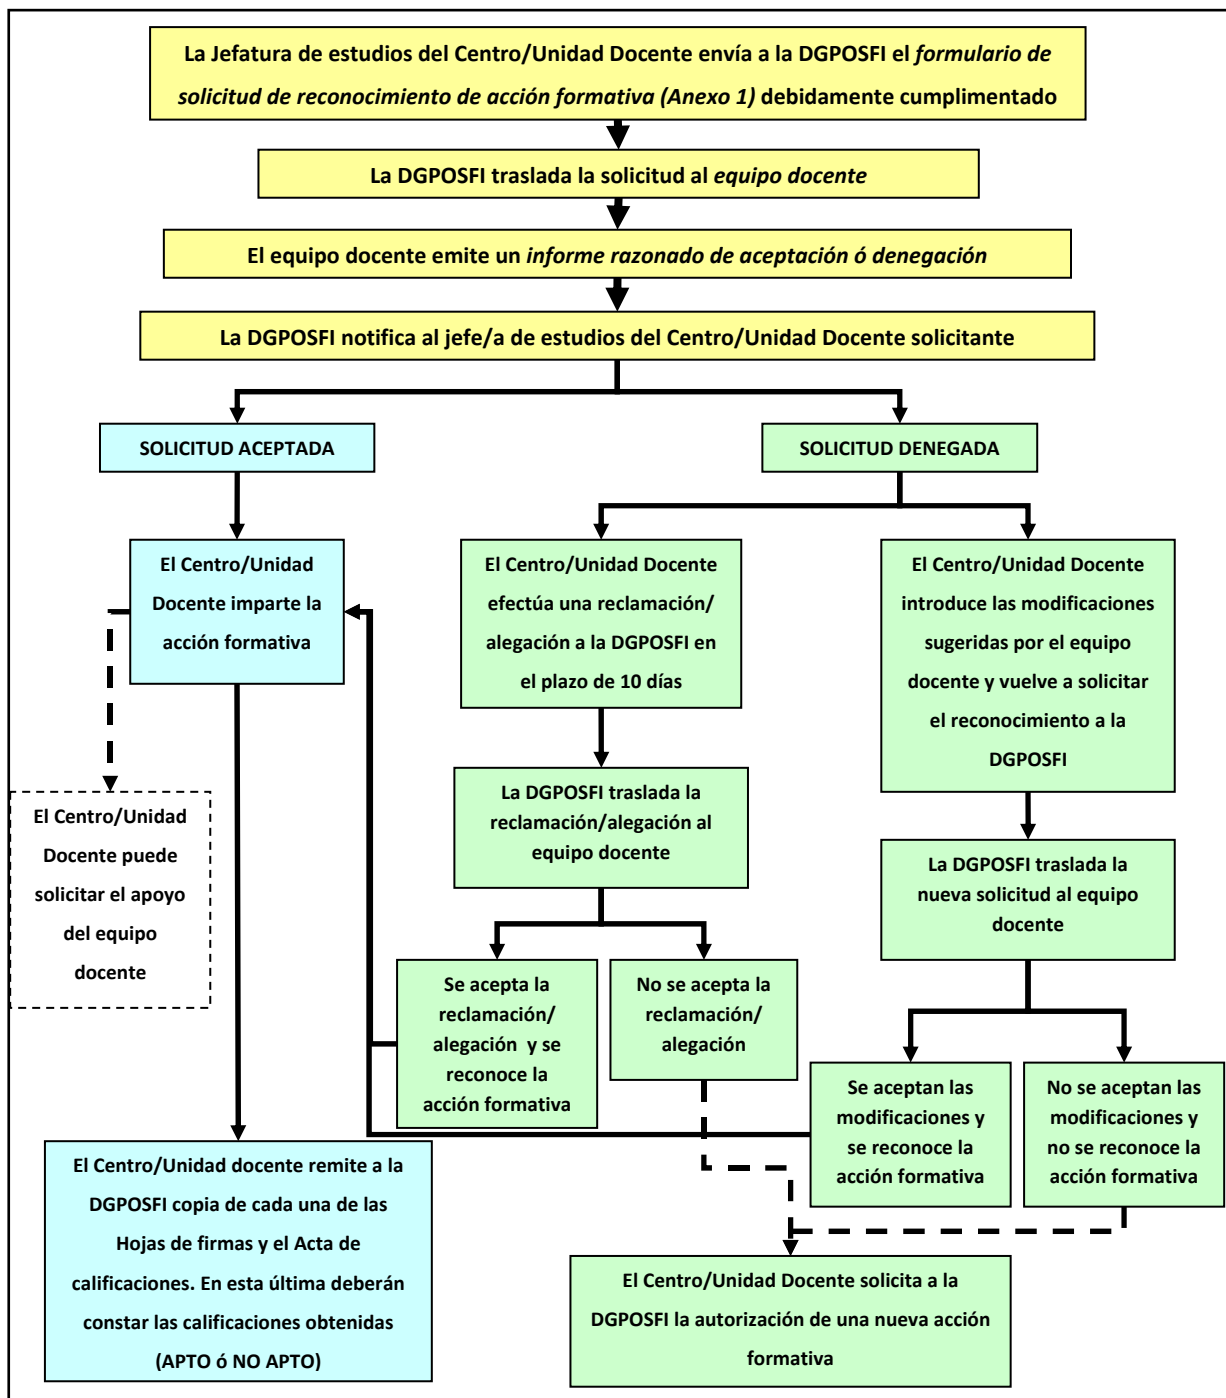 La Jefatura de estudios del Centro/Unidad Docente envía a la DGPOSFI el formulario de
solicitud de reconocimiento de acción formativa (Anexo 1) debidamente cumplimentado
La DGPOSFI traslada la solicitud al equipo docente
El equipo docente emite un informe razonado de aceptación ó denegación
La DGPOSFI notifica al jefe/a de estudios del Centro/Unidad Docente solicitante
SOLICITUD ACEPTADA
SOLICITUD DENEGADA
El Centro/Unidad
Docente imparte la
acción formativa
El Centro/Unidad Docente
efectúa una reclamación/
alegación a la DGPOSFI en
el plazo de 10 días
El Centro/Unidad Docente
introduce las modificaciones
sugeridas por el equipo
docente y vuelve a solicitar
el reconocimiento a la
DGPOSFI
El Centro/Unidad
Docente puede
solicitar el apoyo
del equipo
docente
La DGPOSFI traslada la
reclamación/alegación al
equipo docente
La DGPOSFI traslada la
nueva solicitud al equipo
docente
Se acepta la
reclamación/
alegación y se
reconoce la
acción formativa
No se acepta la
reclamación/
alegación
Se aceptan las
modificaciones y
se reconoce la
acción formativa
No se aceptan las
modificaciones y
no se reconoce la
acción formativa
El Centro/Unidad docente remite a la
DGPOSFI copia de cada una de las
Hojas de firmas y el Acta de
calificaciones. En esta última deberán
constar las calificaciones obtenidas
(APTO ó NO APTO)
El Centro/Unidad Docente solicita a la
DGPOSFI la autorización de una nueva acción
formativa